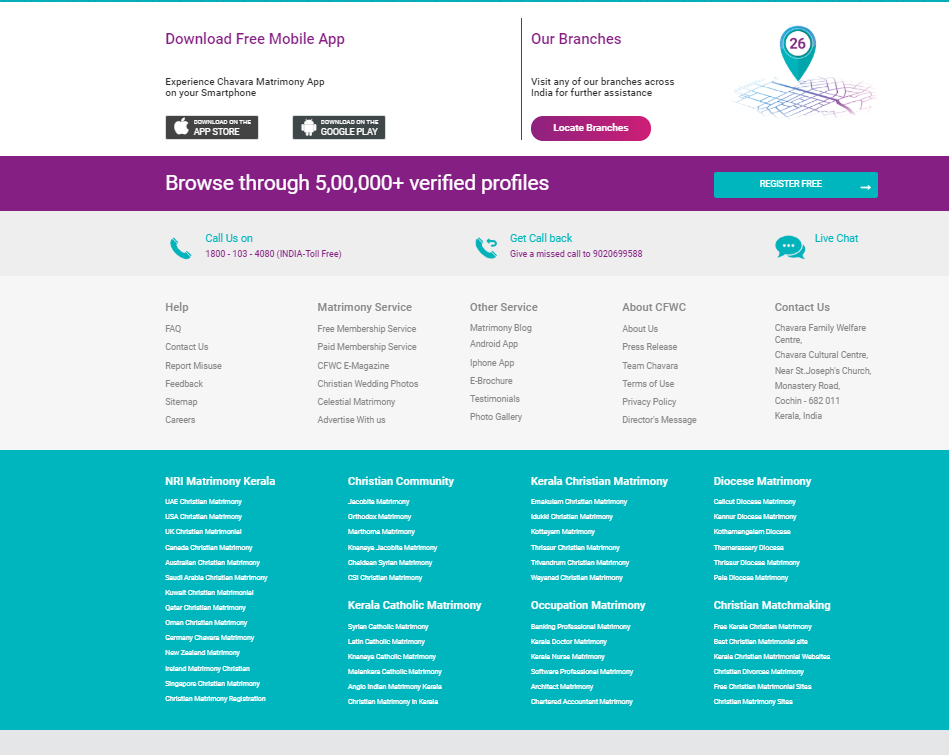 Download Free Mobile App
Experience Chavara Matrimony App
on your Smartphone
DOWNLOAD ON THE
APP STORE
DOWNLOAD ON THE
GOOGLE PLAY
Our Branches
Visit any of our branches across
India for further assistance
Locate Branches
26
Browse through 5,00,000+ verified profiles
REGISTER FREE
Call Us on
1800 - 103 - 4080 (INDIA-Toll Free)
Get Call back
Give a missed call to 9020699588
Live Chat
Help
FAQ
Contact Us
Report Misuse
Feedback
Sitemap
Careers
Matrimony Service
Free Membership Service
Paid Membership Service
CFWC E-Magazine
Christian Wedding Photos
Celestial Matrimony
Advertise With us
Other Service
Matrimony Blog
Android App
Iphone App
E-Brochure
Testimonials
Photo Gallery
About CFWC
About Us
Press Release
Team Chavara
Terms of Use
Privacy Policy
Director's Message
Contact Us
Chavara Family Welfare
Centre,
Chavara Cultural Centre,
Near St.Joseph's Church,
Monastery Road,
Cochin - 682 011
Kerala, India
NRI Matrimony Kerala
UAE Christian Matrimony
USA Christian Matrimony
UK Christian Matrimonial
Canada Christian Matrimony
Australian Christian Matrimony
Saudi Arabia Christian Matrimony
Kuwait Christian Matrimonial
Qatar Christian Matrimony
Oman Christian Matrimony
Germany Chavara Matrimony
New Zealand Matrimony
Ireland Matrimony Christian
Singapore Christian Matrimony
Christian Matrimony Registration
Christian Community
Jacobite Matrimony
Orthodox Matrimony
Marthoma Matrimony
Knanaya Jacobite Matrimony
Chaldean Syrian Matrimony
CSI Christian Matrimony
Kerala Catholic Matrimony
Syrian Catholic Matrimony
Latin Catholic Matrimony
Knanaya Catholic Matrimony
Malankara Catholic Matrimony
Anglo Indian Matrimony Kerala
Christian Matrimony in Kerala
Kerala Christian Matrimony
Ernakulam Christian Matrimony
Idukki Christian Matrimony
Kottayam Matrimony
Thrissur Christian Matrimony
Trivandrum Christian Matrimony
Wayanad Christian Matrimony
Occupation Matrimony
Banking Professional Matrimony
Kerala Doctor Matrimony
Kerala Nurse Matrimony
Software Professional Matrimony
Architect Matrimony
Chartered Accountant Matrimony
Diocese Matrimony
Calicut Diocese Matrimony
Kannur Diocese Matrimony
Kothamangalam Diocese
Thamarassery Diocese
Thrissur Diocese Matrimony
Pala Diocese Matrimony
Christian Matchmaking
Free Kerala Christian Matrimony
Best Christian Matrimonial site
Kerala Christian Matrimonial Websites
Christian Divorcee Matrimony
Free Christian Matrimonial Sites
Christian Matrimony Sites